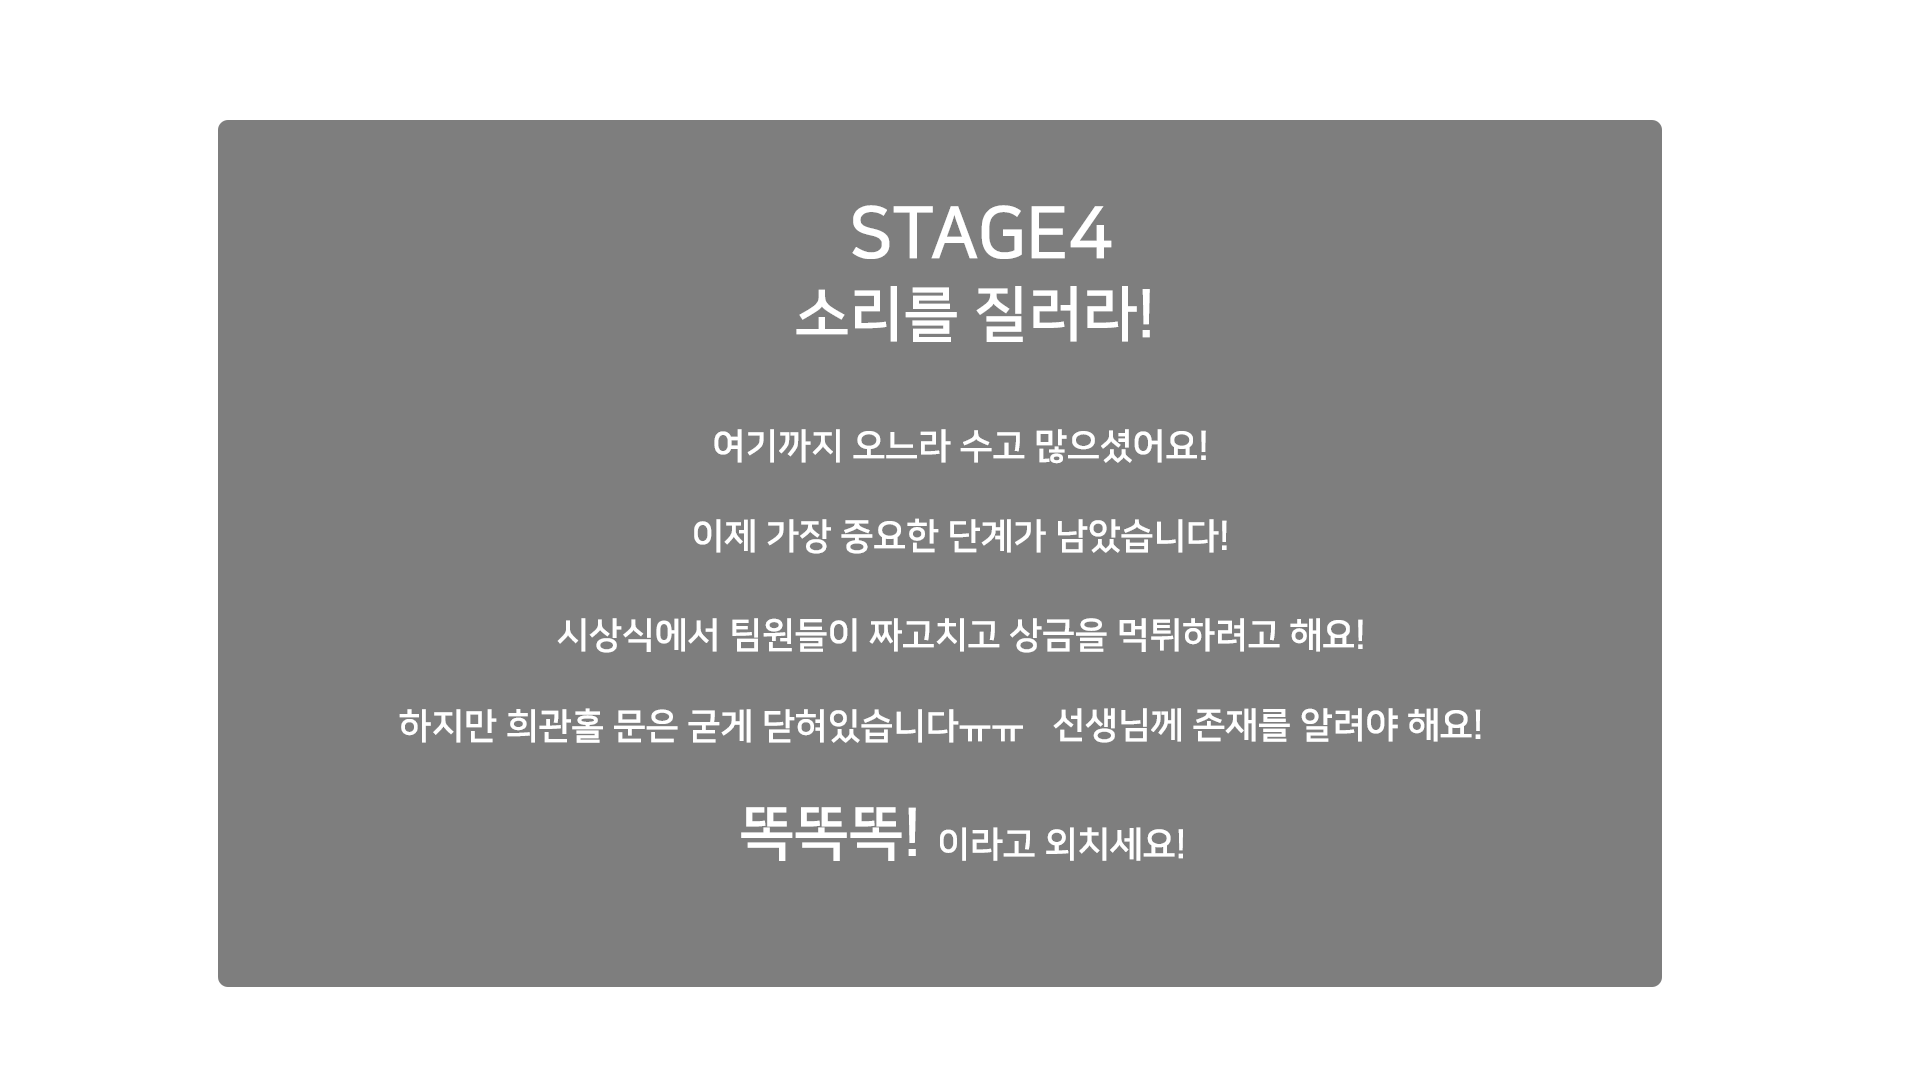 STAGE4
소리를 질러라!
여기까지 오느라 수고 많으셨어요!
이제 가장 중요한 단계가 남았습니다!
시상식에서 팀원들이 짜고치고 상금을 먹튀하려고 해요!
하지만 희관홀 문은 굳게 닫혀있습니다ㅠㅠ 선생님께 존재를 알려야 해요!
똑똑똑! 이라고 외치세요!